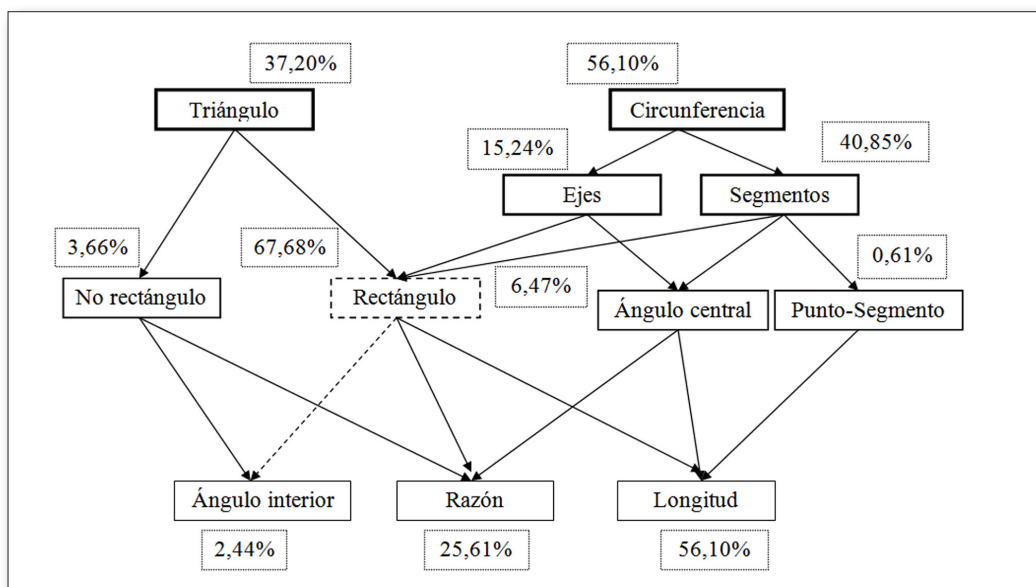 37,20%
56,10%
Triángulo
Circunferencia
15,24%
40,85%
Ejes
Segmentos
3,66%
67,68%
6,47%
0,61%
No rectángulo
Rectángulo
Ángulo central
Punto-Segmento
Ángulo interior
Razón
Longitud
2,44%
25,61%
56,10%